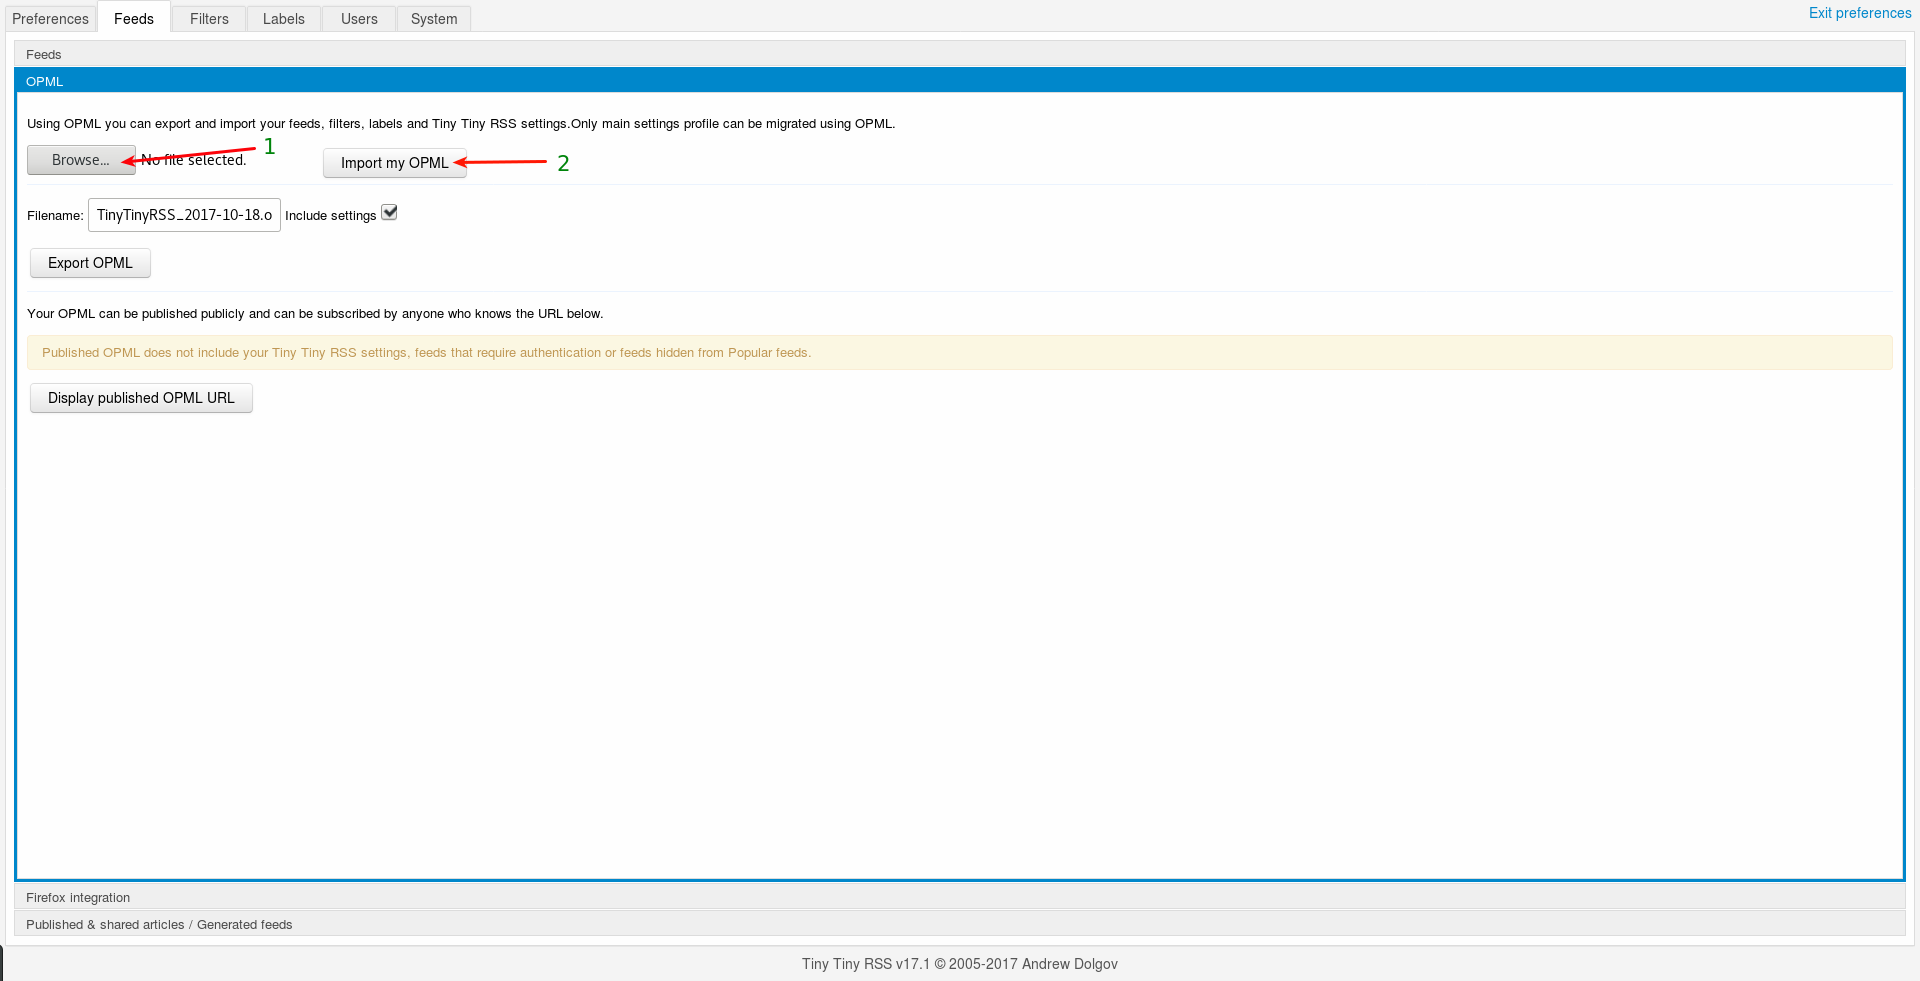 Preferences Feeds Filters Labels Users System Exit preferences
Feeds
OPML
Using OPML you can export and import your feeds, filters, labels and Tiny Tiny RSS settings.Only main settings profile can be migrated using OPML.
Browse... No file selected. 1 Import my OPML 2
Filename: TinyTinyRSS_2017-10-18.o Include settings
Export OPML
Your OPML can be published publicly and can be subscribed by anyone who knows the URL below.
Published OPML does not include your Tiny Tiny RSS settings, feeds that require authentication or feeds hidden from Popular feeds.
Display published OPML URL
Firefox integration
Published & shared articles / Generated feeds
Tiny Tiny RSS v17.1 © 2005-2017 Andrew Dolgov